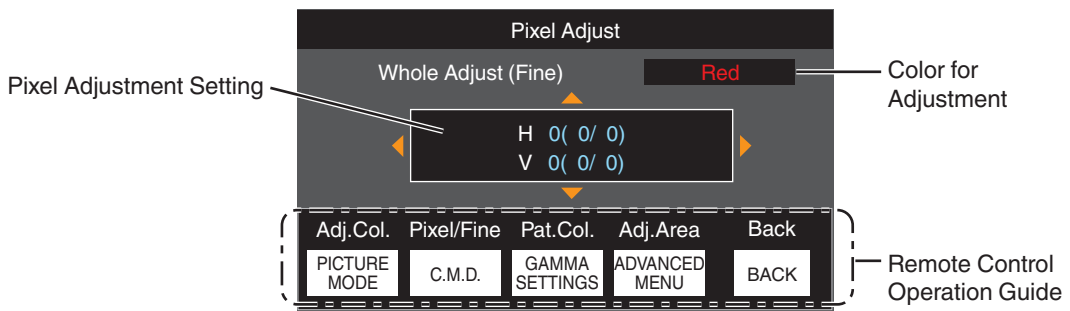 Pixel Adjust
Whole Adjust (Fine)
Red
Pixel Adjustment Setting
Color for
Adjustment
H 0( 0/ 0)
V 0( 0/ 0)
Adj.Col. Pixel/Fine Pat.Col. Adj.Area Back
PICTURE
MODE
C.M.D.
GAMMA
SETTINGS
ADVANCED
MENU
BACK
Remote Control
Operation Guide